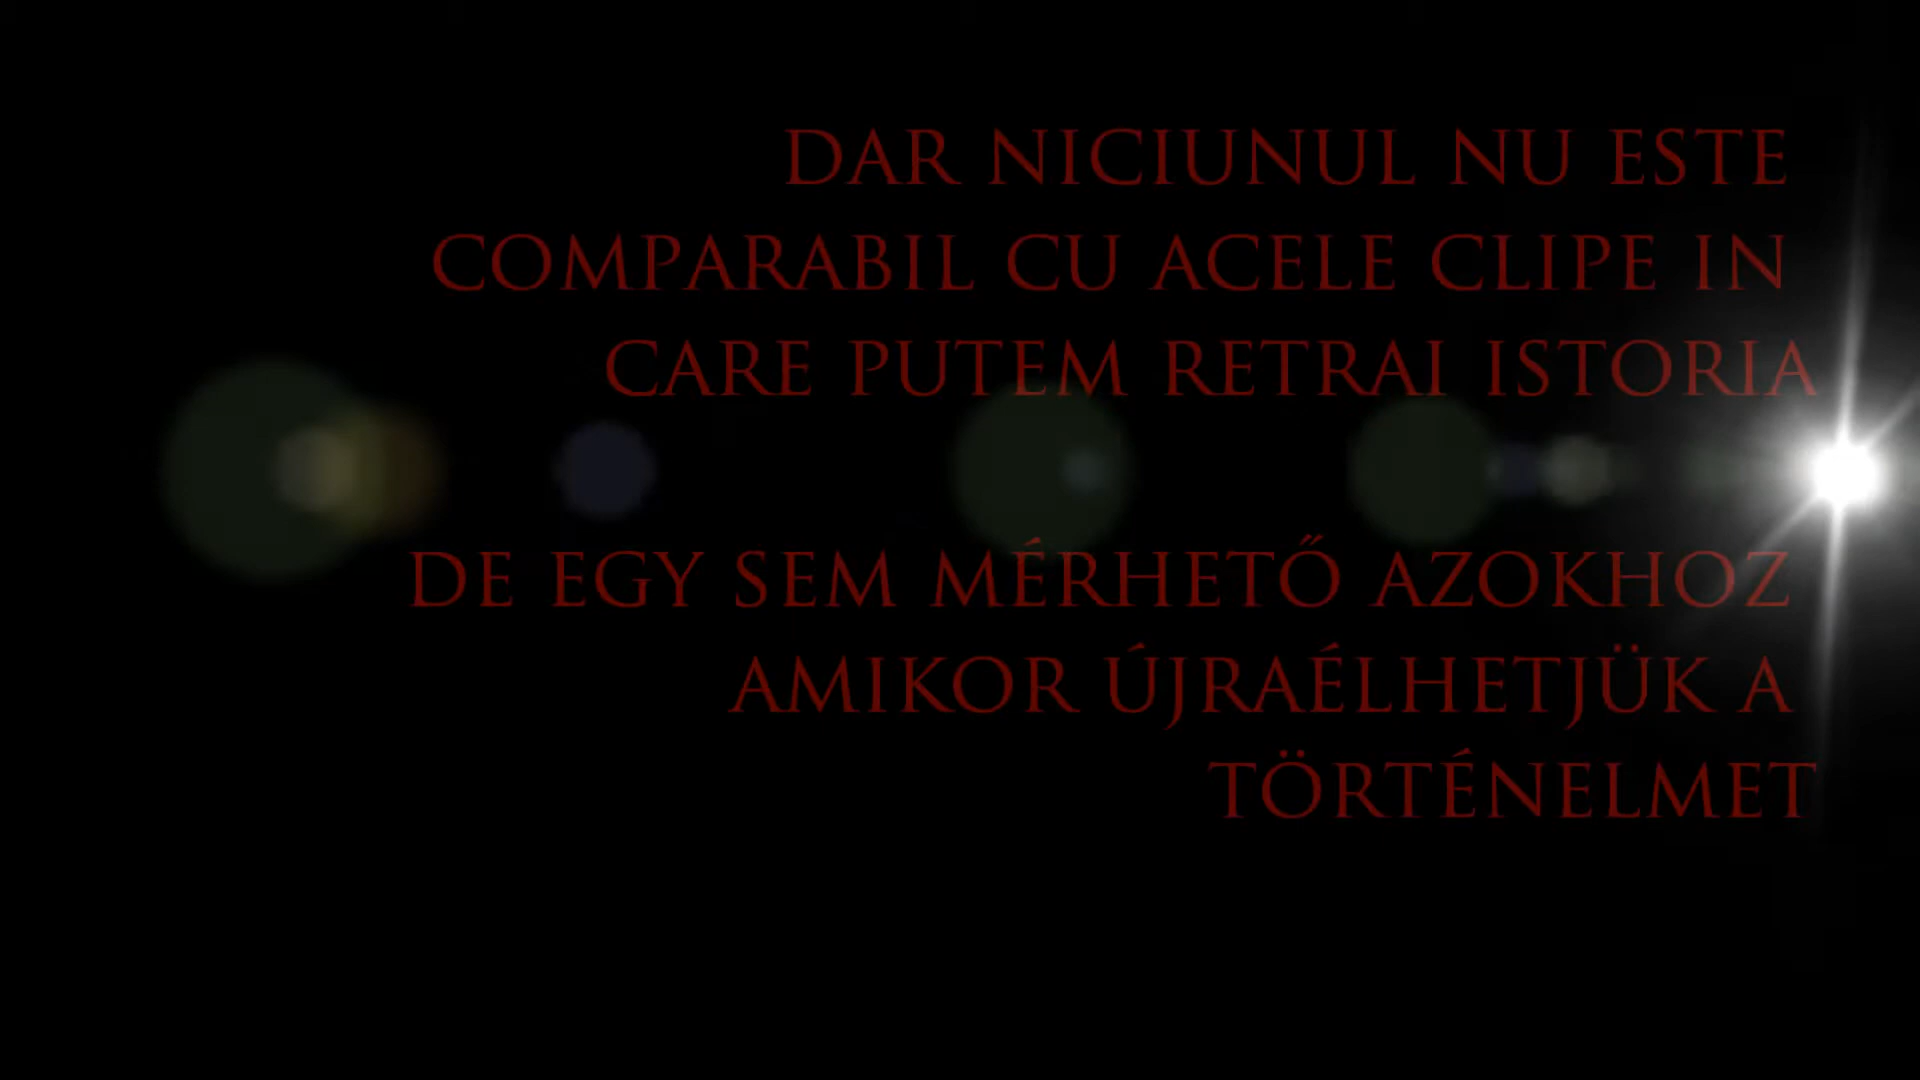 DAR NICIUNUL NU ESTE
COMPARABIL CU ACELE CLIPE IN
CARE PUTEM RETRAI ISTORIA
DE EGY SEM MÉRHETŐ AZOKHOZ
AMIKOR ÚJRAÉLHETJÜK A
TÖRTÉNELMET